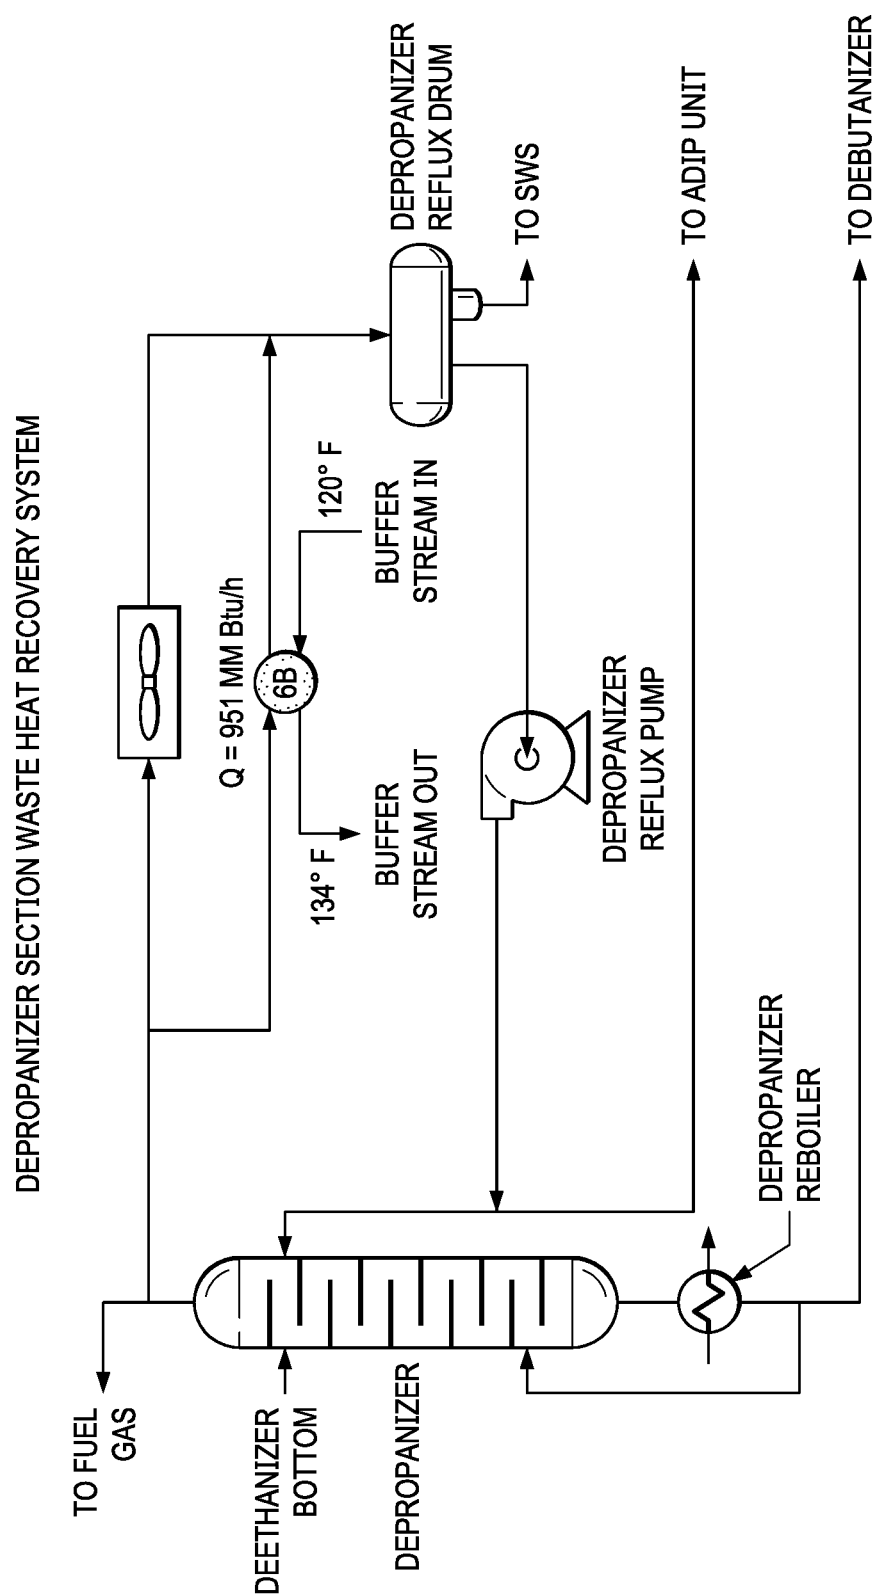 DEPROPANIZER SECTION WASTE HEAT RECOVERY SYSTEM
TO FUEL
GAS
Q = 951 MM Btu/h
6B
134° F
BUFFER
STREAM OUT
120° F
BUFFER
STREAM IN
DEPROPANIZER
REFLUX DRUM
TO SWS
DEETHANIZER
BOTTOM
DEPROPANIZER
DEPROPANIZER
REFLUX PUMP
TO ADIP UNIT
DEPROPANIZER
REBOILER
TO DEBUTANIZER